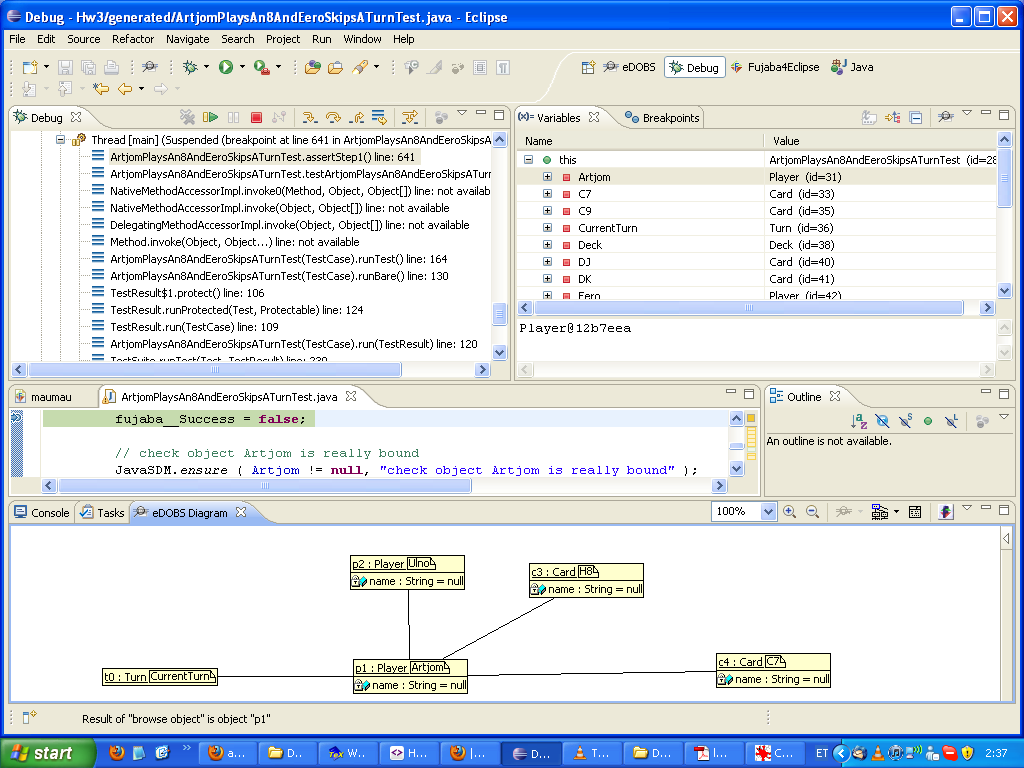 Debug - Hw3/generated/ArtjomPlaysAn8AndEeroSkipsATurnTest.java - Eclipse
File Edit Source Refactor Navigate Search Project Run Window Help
eDOBS Debug Fujaba4Eclipse Java
Debug
Thread [main] (Suspended (breakpoint at line 641 in ArtjomPlaysAn8AndEeroSkipsA
ArtjomPlaysAn8AndEeroSkipsATurnTest.assertStep1() line: 641
ArtjomPlaysAn8AndEeroSkipsATurnTest.testArtjomPlaysAn8AndEeroSkipsATurn
NativeMethodAccessorImpl.invoke0(Method, Object, Object[]) line: not availab
NativeMethodAccessorImpl.invoke(Object, Object[]) line: not available
DelegatingMethodAccessorImpl.invoke(Object, Object[]) line: not available
Method.invoke(Object, Object...) line: not available
ArtjomPlaysAn8AndEeroSkipsATurnTest(TestCase).runTest() line: 164
ArtjomPlaysAn8AndEeroSkipsATurnTest(TestCase).runBare() line: 130
TestResult$1.protect() line: 106
TestResult.runProtected(Test, Protectable) line: 124
TestResult.run(TestCase) line: 109
ArtjomPlaysAn8AndEeroSkipsATurnTest(TestCase).run(TestResult) line: 120
TestSuite.runTest(Test, TestResult) line: 230
(x)= Variables Breakpoints
Name Value
this ArtjomPlaysAn8AndEeroSkipsATurnTest (id=28
Artjom Player (id=31)
C7 Card (id=33)
C9 Card (id=35)
CurrentTurn Turn (id=36)
Deck Deck (id=38)
DJ Card (id=40)
DK Card (id=41)
Eero Player (id=42)
Player@12b7eea
maumau ArtjomPlaysAn8AndEeroSkipsATurnTest.java
fujaba__Success = false;
// check object Artjom is really bound
JavaSDM.ensure ( Artjom != null, "check object Artjom is really bound" );
Outline
An outline is not available.
Console Tasks eDOBS Diagram
100%
p2 : Player Ulno
name : String = null
c3 : Card H8
name : String = null
p1 : Player Artjom
name : String = null
t0 : Turn CurrentTurn
c4 : Card C7
name : String = null
Result of "browse object" is object "p1"
start
a... D... W... H... |... D... T... D... I... C...
ET
2:37